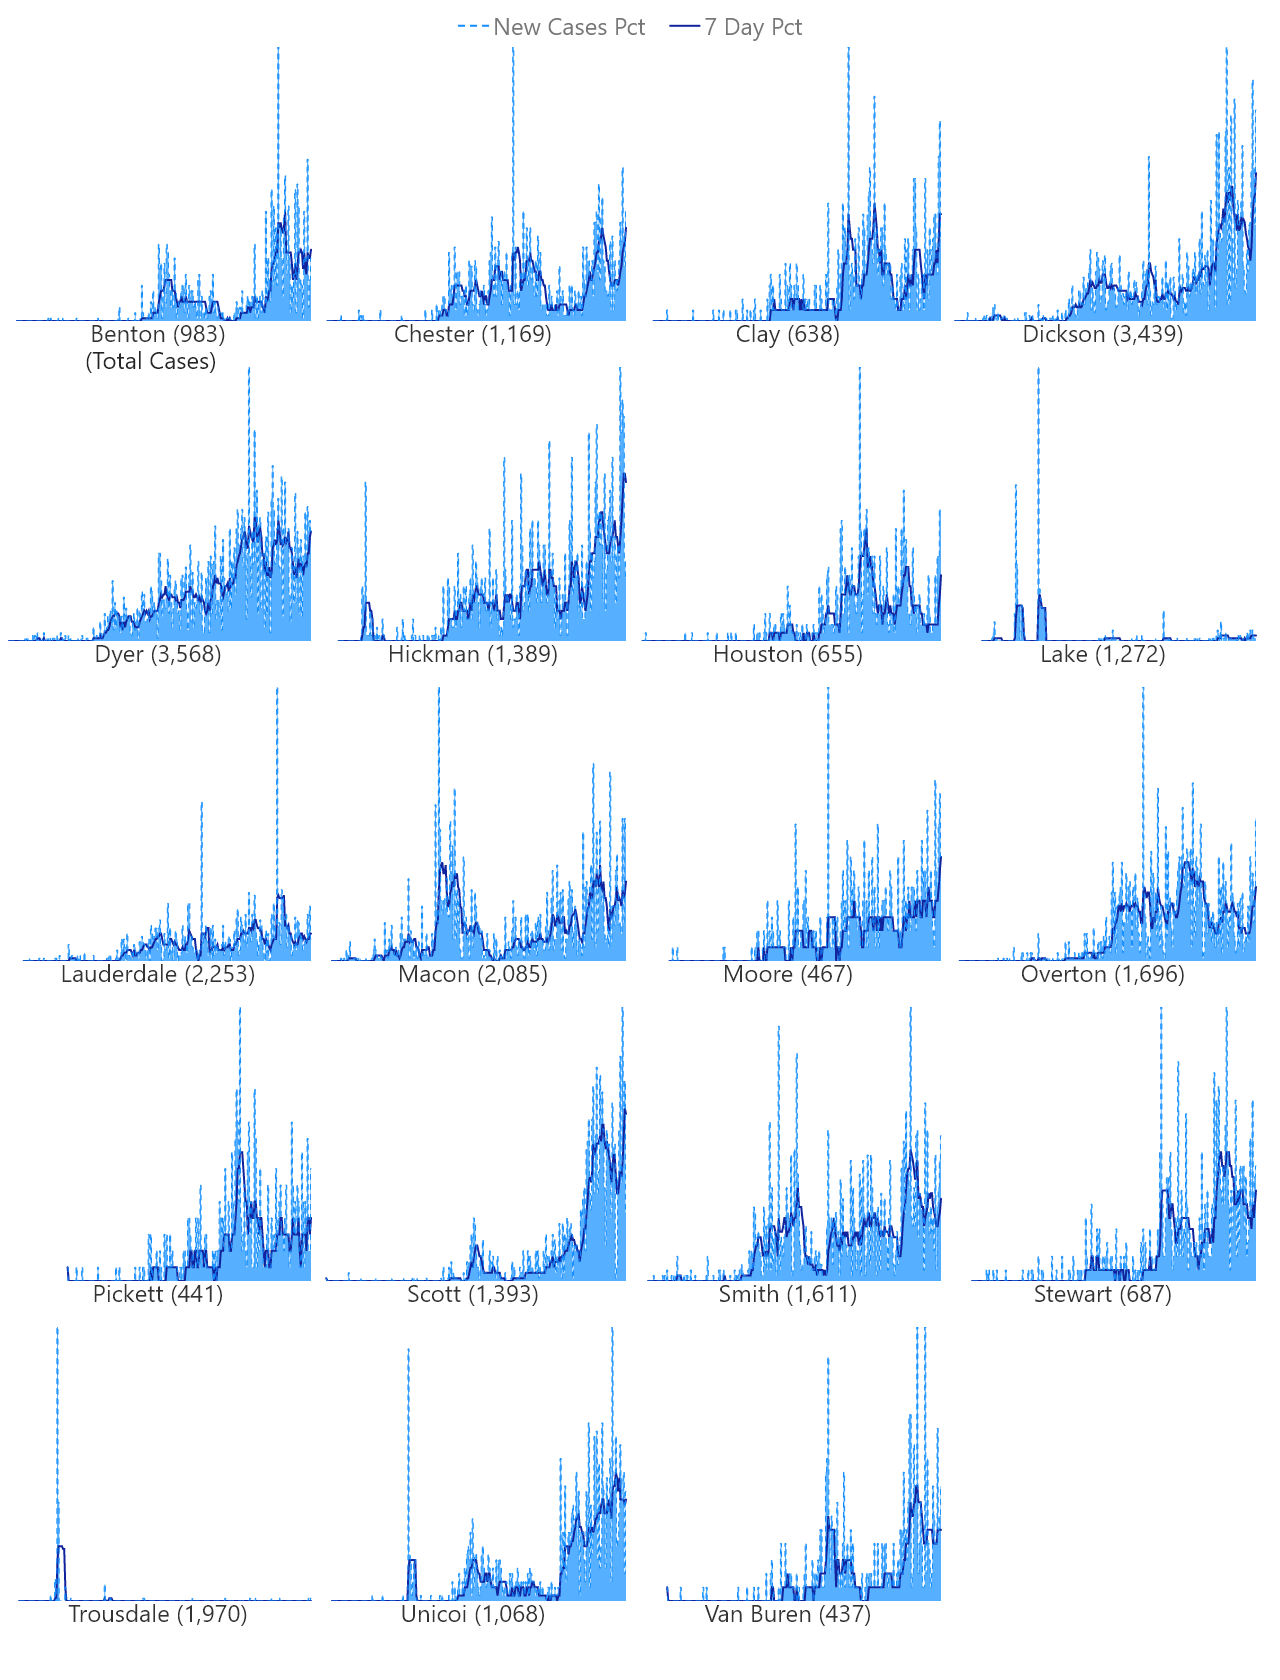 New Cases Pct 7 Day Pct
Benton (983) Chester (1,169) Clay (638) Dickson (3,439)
(Total Cases)
Dyer (3,568) Hickman (1,389) Houston (655) Lake (1,272)
Lauderdale (2,253) Macon (2,085) Moore (467) Overton (1,696)
Pickett (441) Scott (1,393) Smith (1,611) Stewart (687)
Trousdale (1,970) Unicoi (1,068) Van Buren (437)